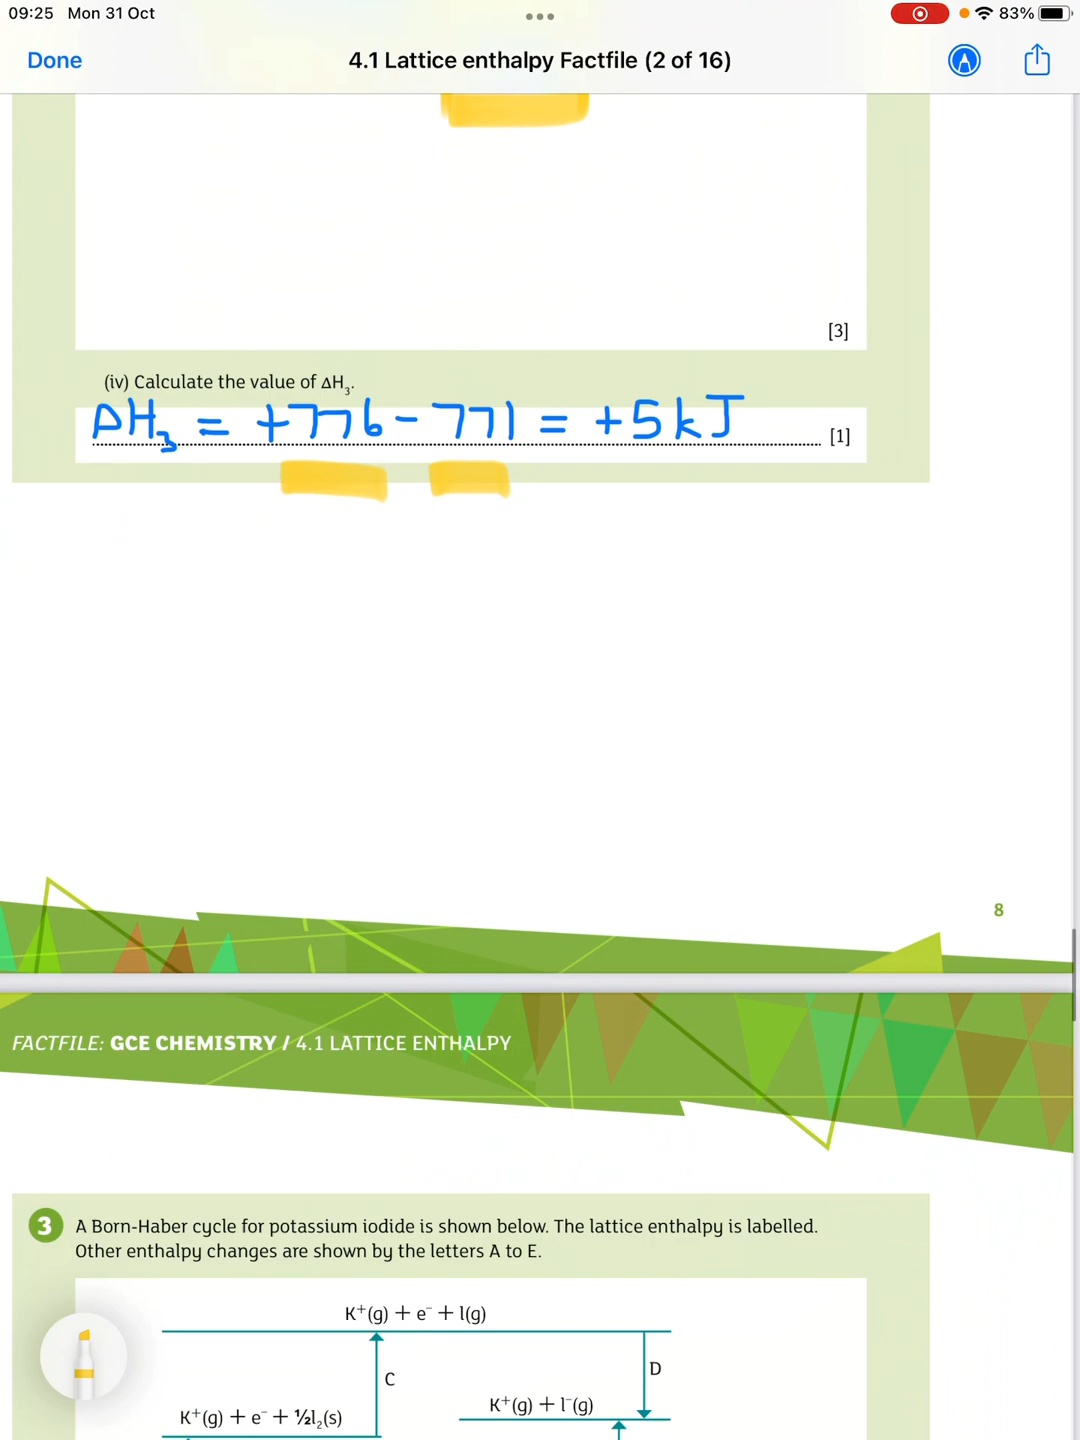 09:25 Mon 31 Oct
83%
Done
4.1 Lattice enthalpy Factfile (2 of 16)
[3]
(iv) Calculate the value of ΔH₃.
ΔH₃ = +776 - 771 = +5 kJ
[1]
8
FACTFILE: GCE CHEMISTRY / 4.1 LATTICE ENTHALPY
3 A Born-Haber cycle for potassium iodide is shown below. The lattice enthalpy is labelled.
Other enthalpy changes are shown by the letters A to E.
K⁺(g) + e⁻ + I(g)
C
D
K⁺(g) + I⁻(g)
K⁺(g) + e⁻ + ½I₂(s)